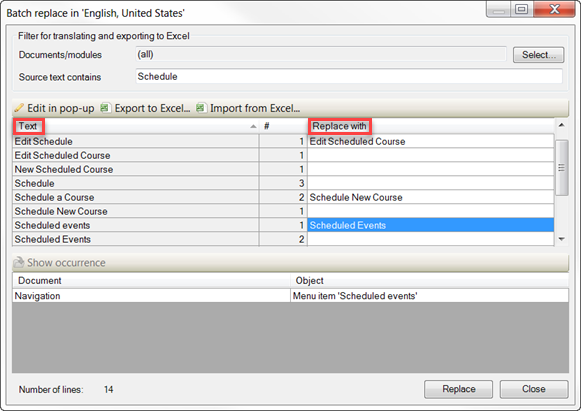 Batch replace in 'English, United States'
Filter for translating and exporting to Excel
Documents/modules (all) Select...
Source text contains Schedule
Edit in pop-up Export to Excel... Import from Excel...
Text # Replace with
Edit Schedule 1 Edit Scheduled Course
Edit Scheduled Course 1
New Scheduled Course 1
Schedule 3
Schedule a Course 2 Schedule New Course
Schedule New Course 1
Scheduled events 1 Scheduled Events
Scheduled Events 2
Show occurrence
Document Object
Navigation Menu item 'Scheduled events'
Number of lines: 14 Replace Close